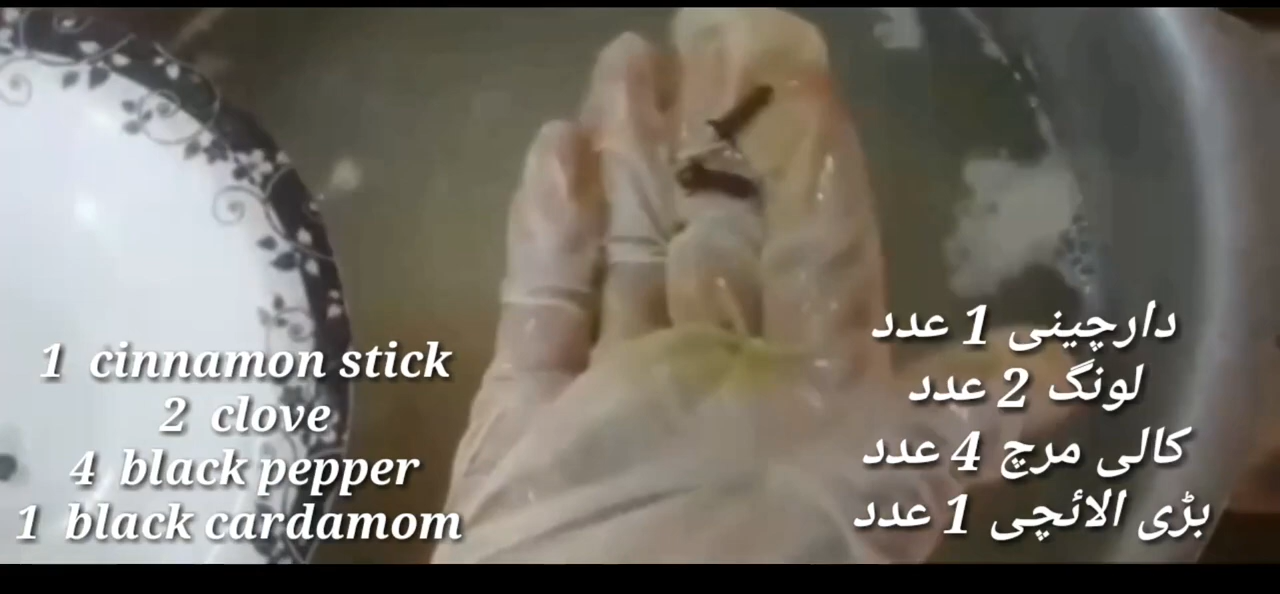 1 cinnamon stick
2 clove
4 black pepper
1 black cardamom
دارچینی 1 عدد
لونگ 2 عدد
کالی مرچ 4 عدد
بڑی الائچی 1 عدد